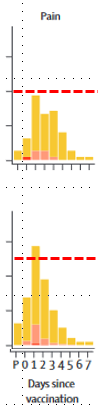 Pain
P 0 1 2 3 4 5 6 7
Days since
vaccination